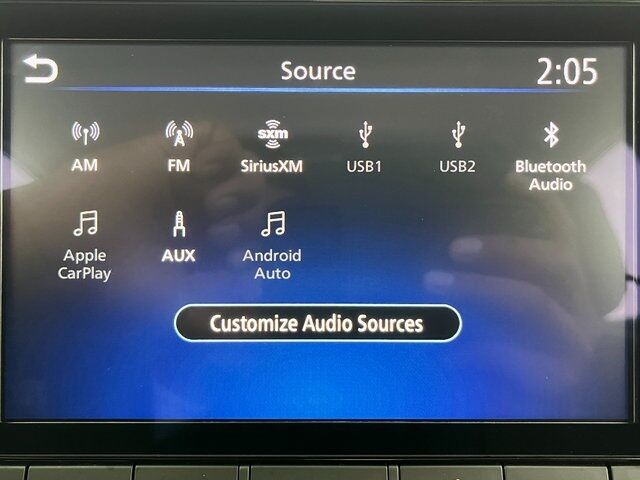 Source
2:05
sxm
AM
FM
SiriusXM
USB1
USB2
Bluetooth
Audio
Apple
CarPlay
AUX
Android
Auto
Customize Audio Sources